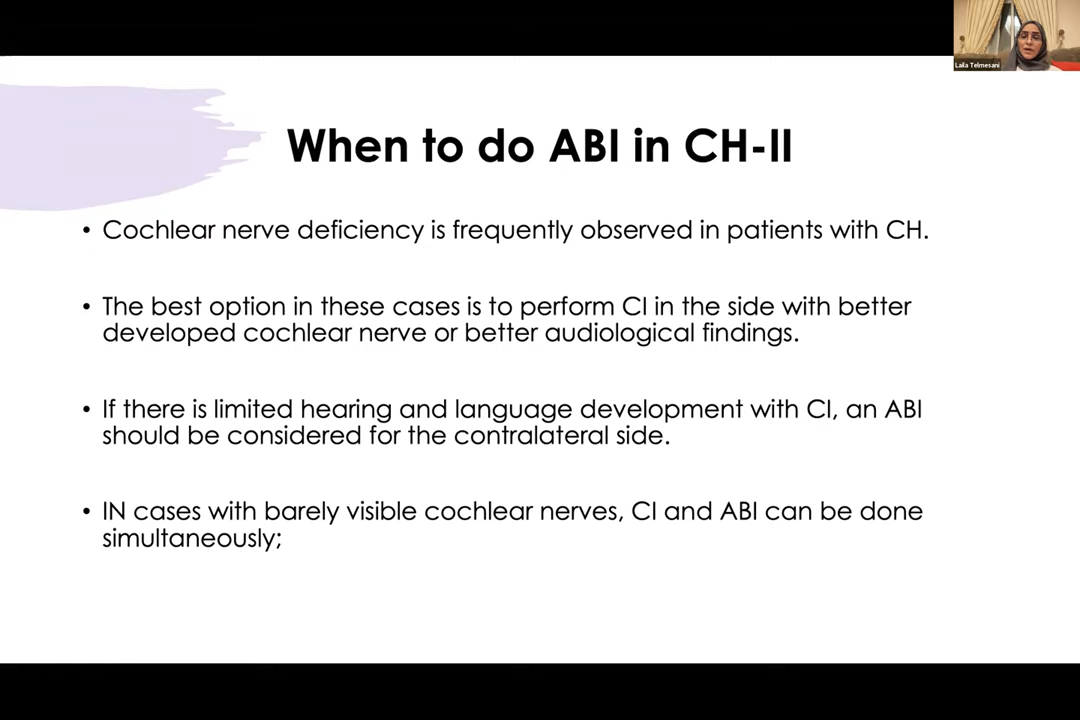 Laila Telmesani
When to do ABI in CH-II
• Cochlear nerve deficiency is frequently observed in patients with CH.
• The best option in these cases is to perform CI in the side with better
developed cochlear nerve or better audiological findings.
• If there is limited hearing and language development with CI, an ABI
should be considered for the contralateral side.
• IN cases with barely visible cochlear nerves, CI and ABI can be done
simultaneously;